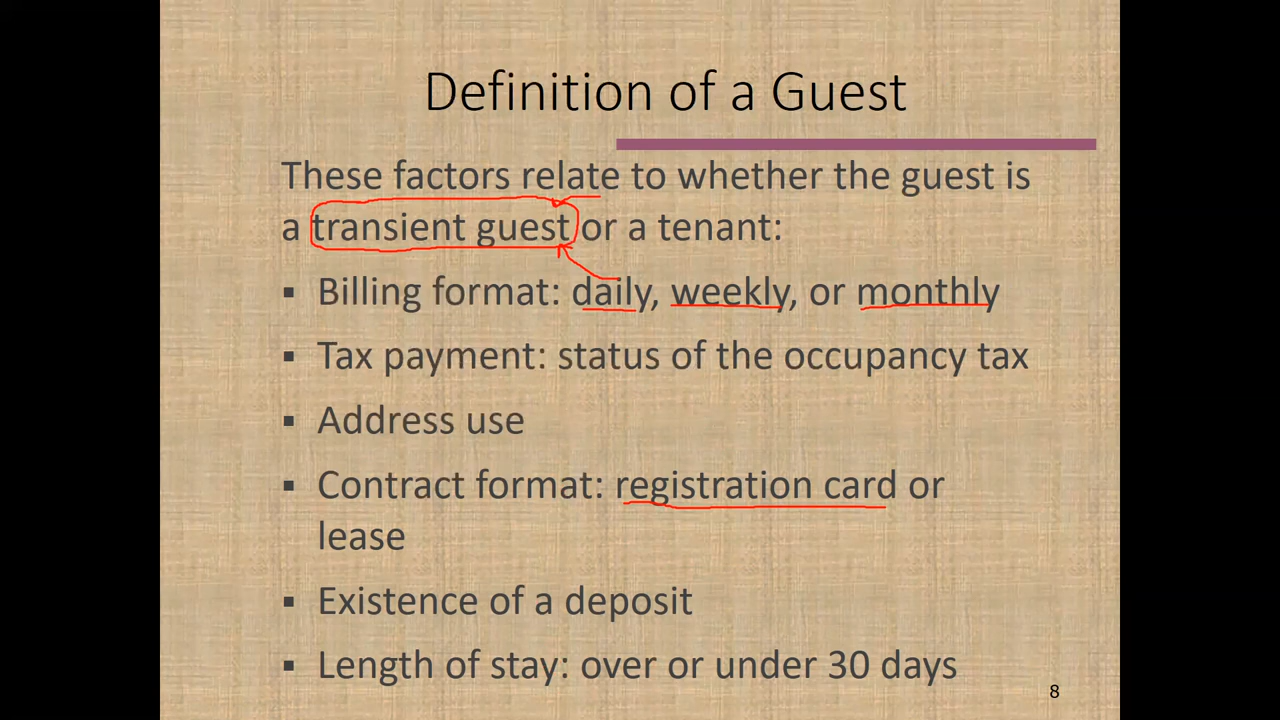 Definition of a Guest
These factors relate to whether the guest is
a transient guest or a tenant:
▪ Billing format: daily, weekly, or monthly
▪ Tax payment: status of the occupancy tax
▪ Address use
▪ Contract format: registration card or
lease
▪ Existence of a deposit
▪ Length of stay: over or under 30 days
8